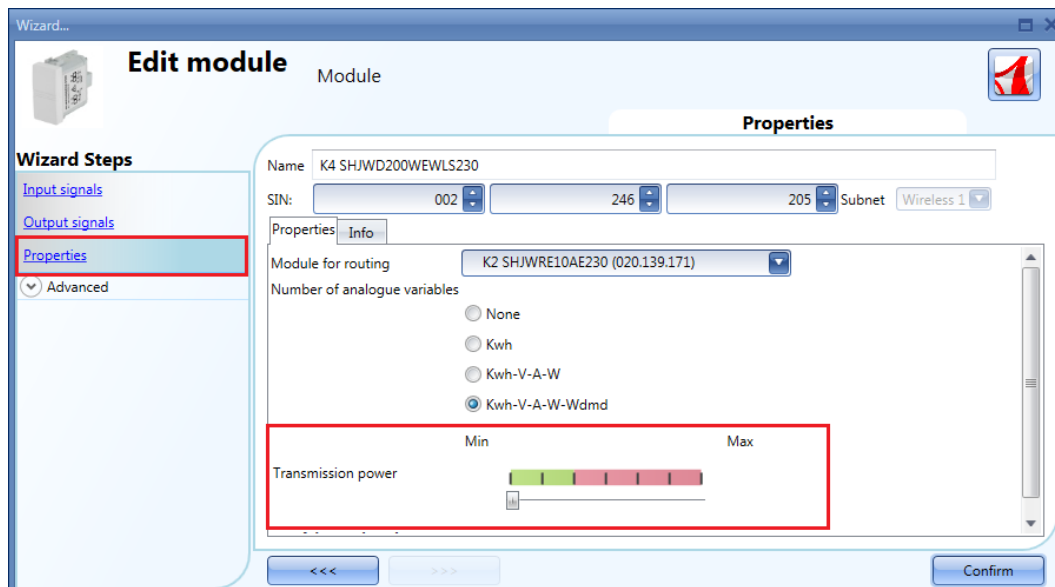 Wizard...
Edit module
Module
Properties
Wizard Steps
Input signals
Output signals
Properties
Advanced
Name K4 SHJWD200WEWLS230
SIN: 002 246 205 Subnet Wireless 1
Properties Info
Module for routing K2 SHJWRE10AE230 (020.139.171)
Number of analogue variables
None
Kwh
Kwh-V-A-W
Kwh-V-A-W-Wdmd
Min Max
Transmission power
<<< >>> Confirm